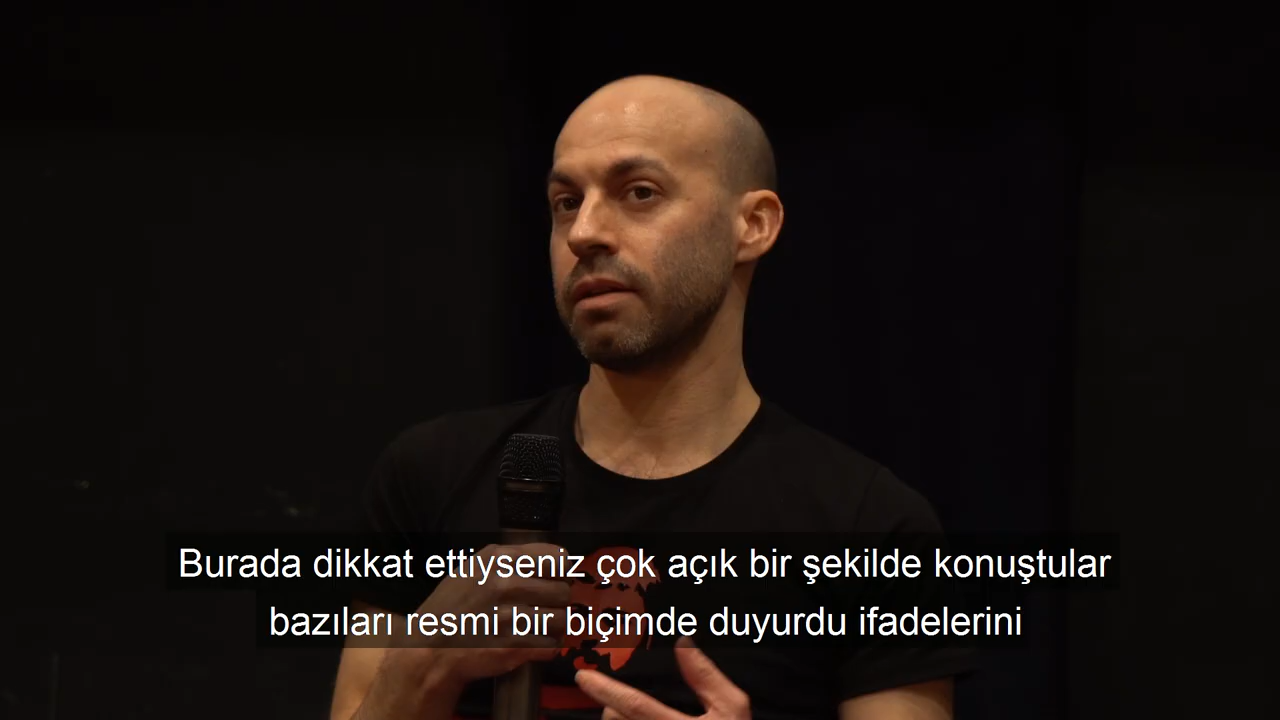 Burada dikkat ettiyseniz çok açık bir şekilde konuştular
bazıları resmi bir biçimde duyurdu ifadelerini